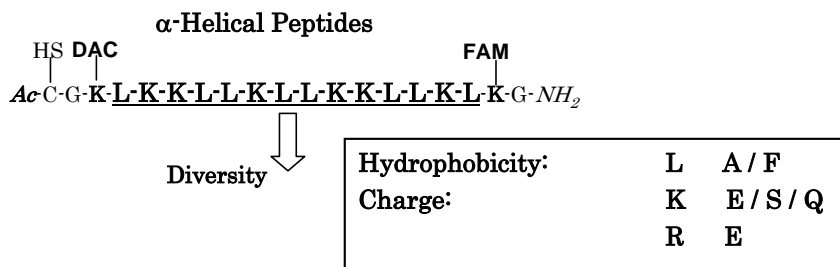 α-Helical Peptides
HS DAC FAM
Ac-C-G-K-L-K-K-L-L-K-L-L-K-K-L-L-K-L-K-G-NH2
Diversity
Hydrophobicity: L A / F
Charge: K E / S / Q
R E